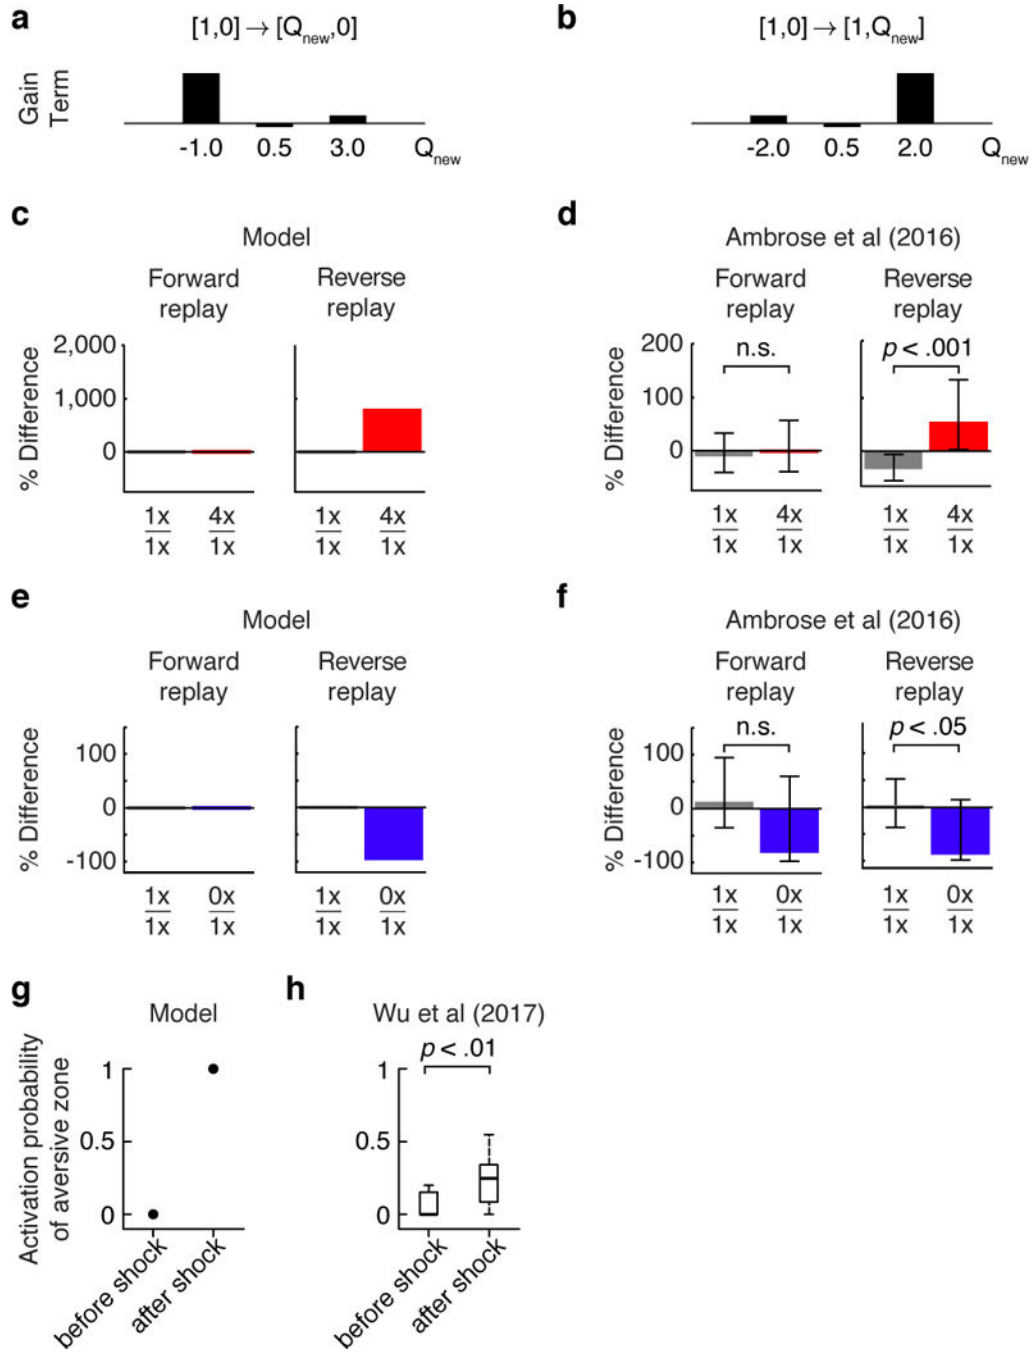 a
b
[1,0] → [Qnew,0]
[1,0] → [1,Qnew]
Gain
Term
-1.0 0.5 3.0 Qnew
-2.0 0.5 2.0 Qnew
c
d
Model
Ambrose et al (2016)
Forward
replay
Reverse
replay
Forward
replay
Reverse
replay
% Difference
2,000
1,000
0
1x
1x
4x
1x
1x
1x
4x
1x
% Difference
200
100
0
n.s.
p < .001
1x
1x
4x
1x
1x
1x
4x
1x
e
f
Model
Ambrose et al (2016)
Forward
replay
Reverse
replay
Forward
replay
Reverse
replay
% Difference
100
0
-100
1x
1x
0x
1x
1x
1x
0x
1x
% Difference
100
0
-100
n.s.
p < .05
1x
1x
0x
1x
1x
1x
0x
1x
g
h
Model
Wu et al (2017)
Activation probability
of aversive zone
1
0.5
0
before shock
after shock
p < .01
1
0.5
0
before shock
after shock